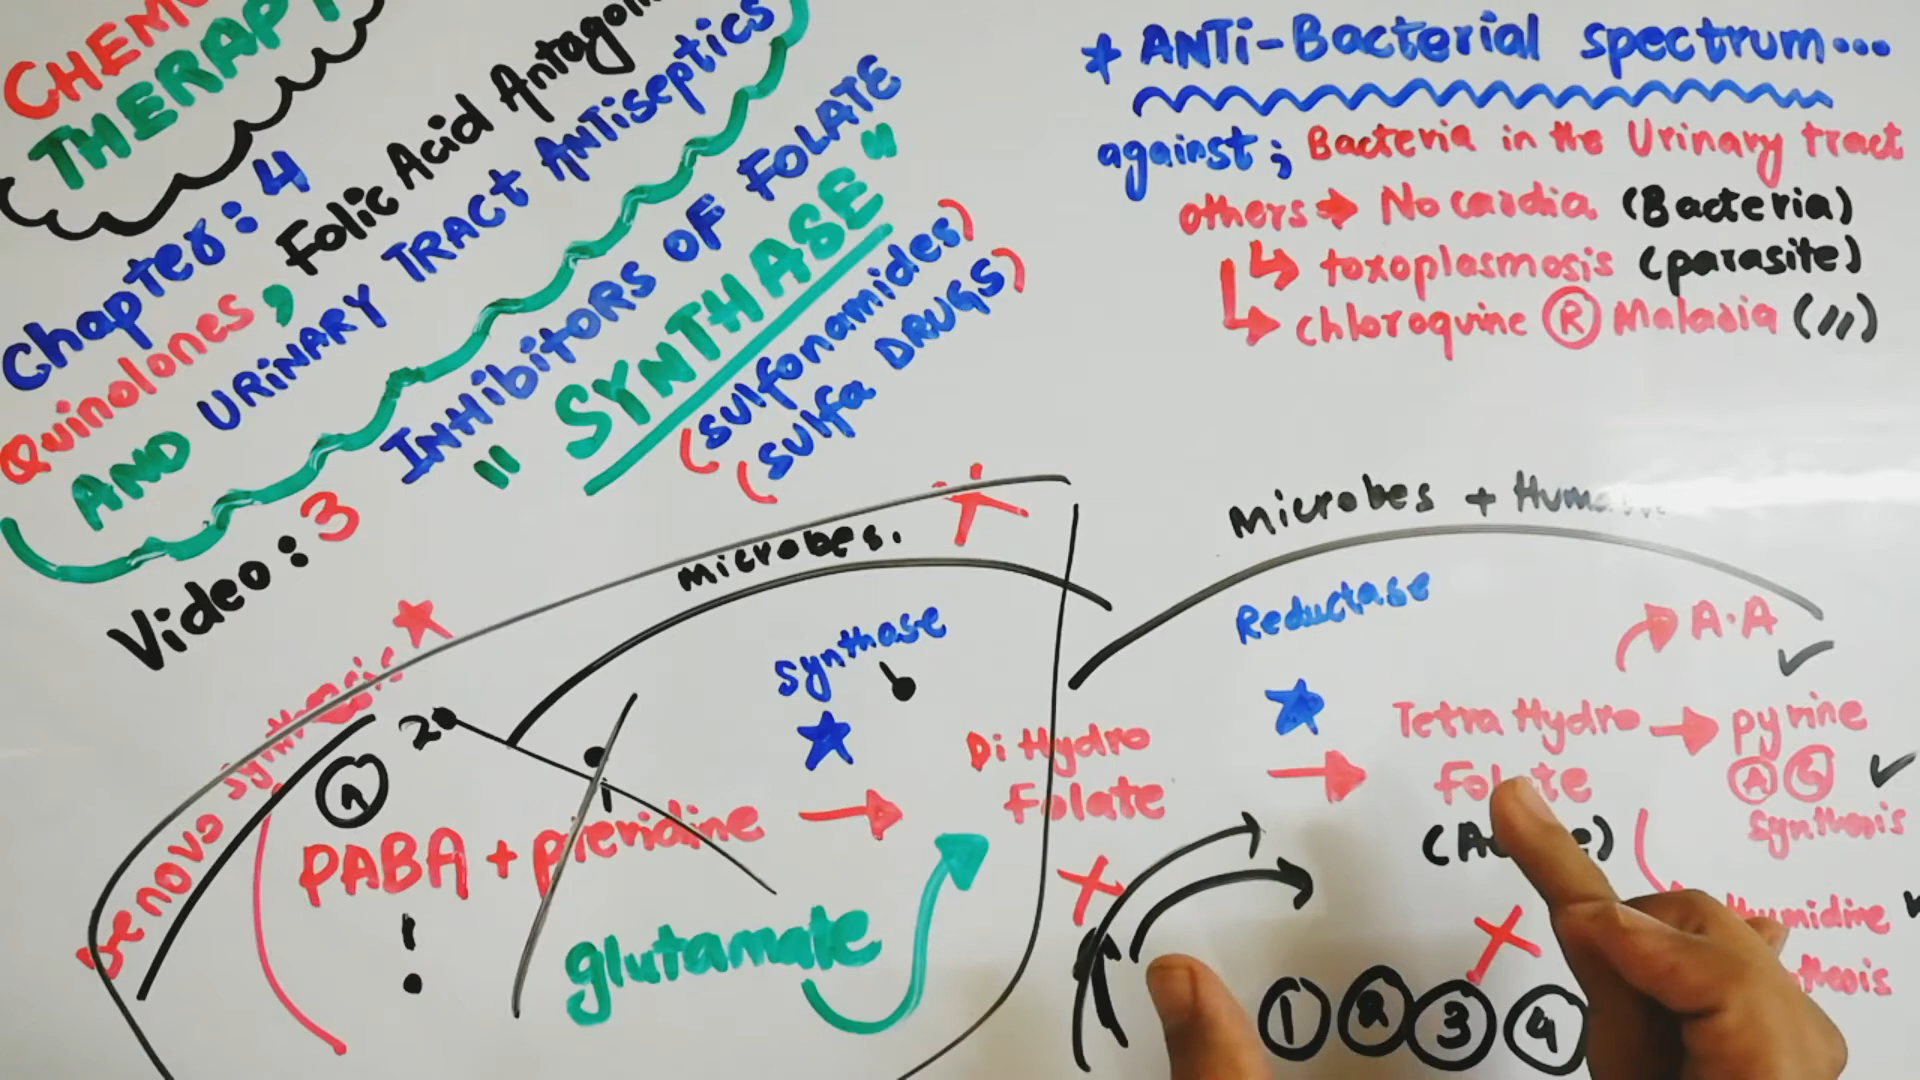 CHEMO
THERAPY
Chapter: 4
Quinolones, Folic Acid Antagon
AND URINARY TRACT ANTISEPTICS
INHIBITORS OF FOLATE
"SYNTHASE"
(sulfonamides)
(sulfa DRUGS)
Video: 3
* ANTi-Bacterial spectrum...
against; Bacteria in the Urinary tract
others → Nocardia (Bacteria)
↳ toxoplasmosis (parasite)
→ chloroquine Ⓡ Malaria (//)
microbes.
Denovo synthesis
synthase
PABA + pteridine →
glutamate
Di Hydro
Folate
Microbes + Huma
Reductase
→ Tetra Hydro
Folate
A.A
→ pyrine
A G
synthesis
1 2 3 4